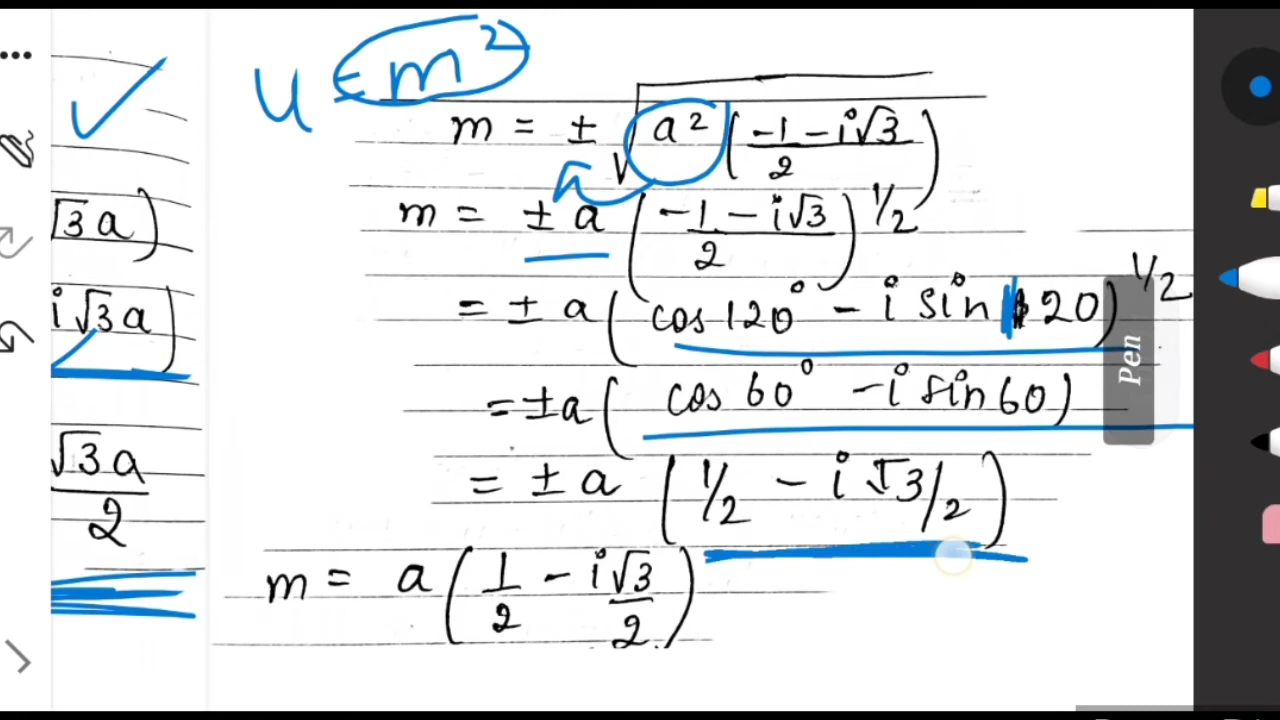 u = m²
m = ± √a² (-1 - i√3 / 2)
m = ± a (-1 - i√3 / 2)^1/2
= ± a (cos 120° - i sin 120)^1/2
= ± a (cos 60° - i sin 60)
= ± a (1/2 - i √3/2)
m = a (1/2 - i √3/2)
√3 a)
i √3 a)
√3 a / 2
Pen